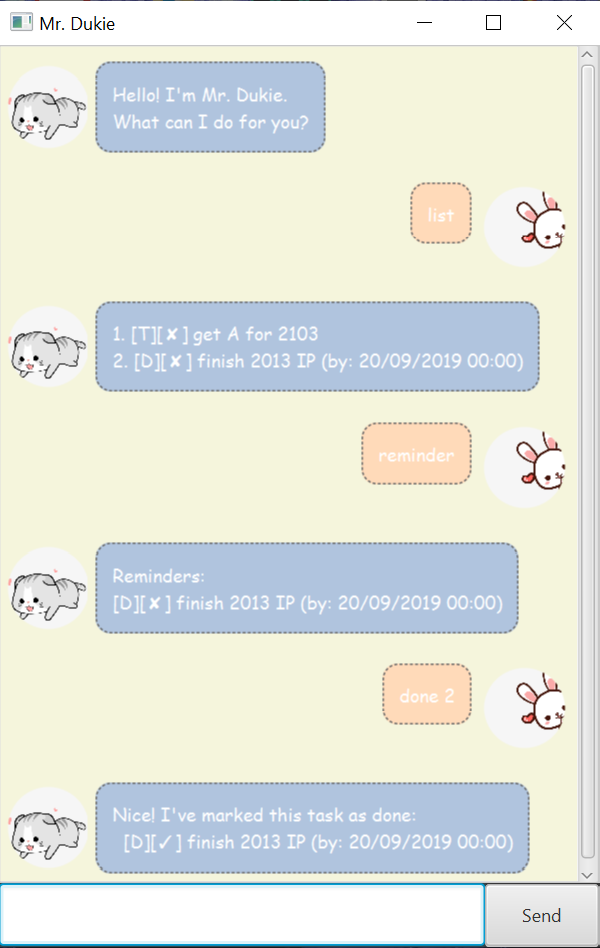 Mr. Dukie
Hello! I'm Mr. Dukie.
What can I do for you?
list
1. [T][✘] get A for 2103
2. [D][✘] finish 2013 IP (by: 20/09/2019 00:00)
reminder
Reminders:
[D][✘] finish 2013 IP (by: 20/09/2019 00:00)
done 2
Nice! I've marked this task as done:
[D][✓] finish 2013 IP (by: 20/09/2019 00:00)
Send